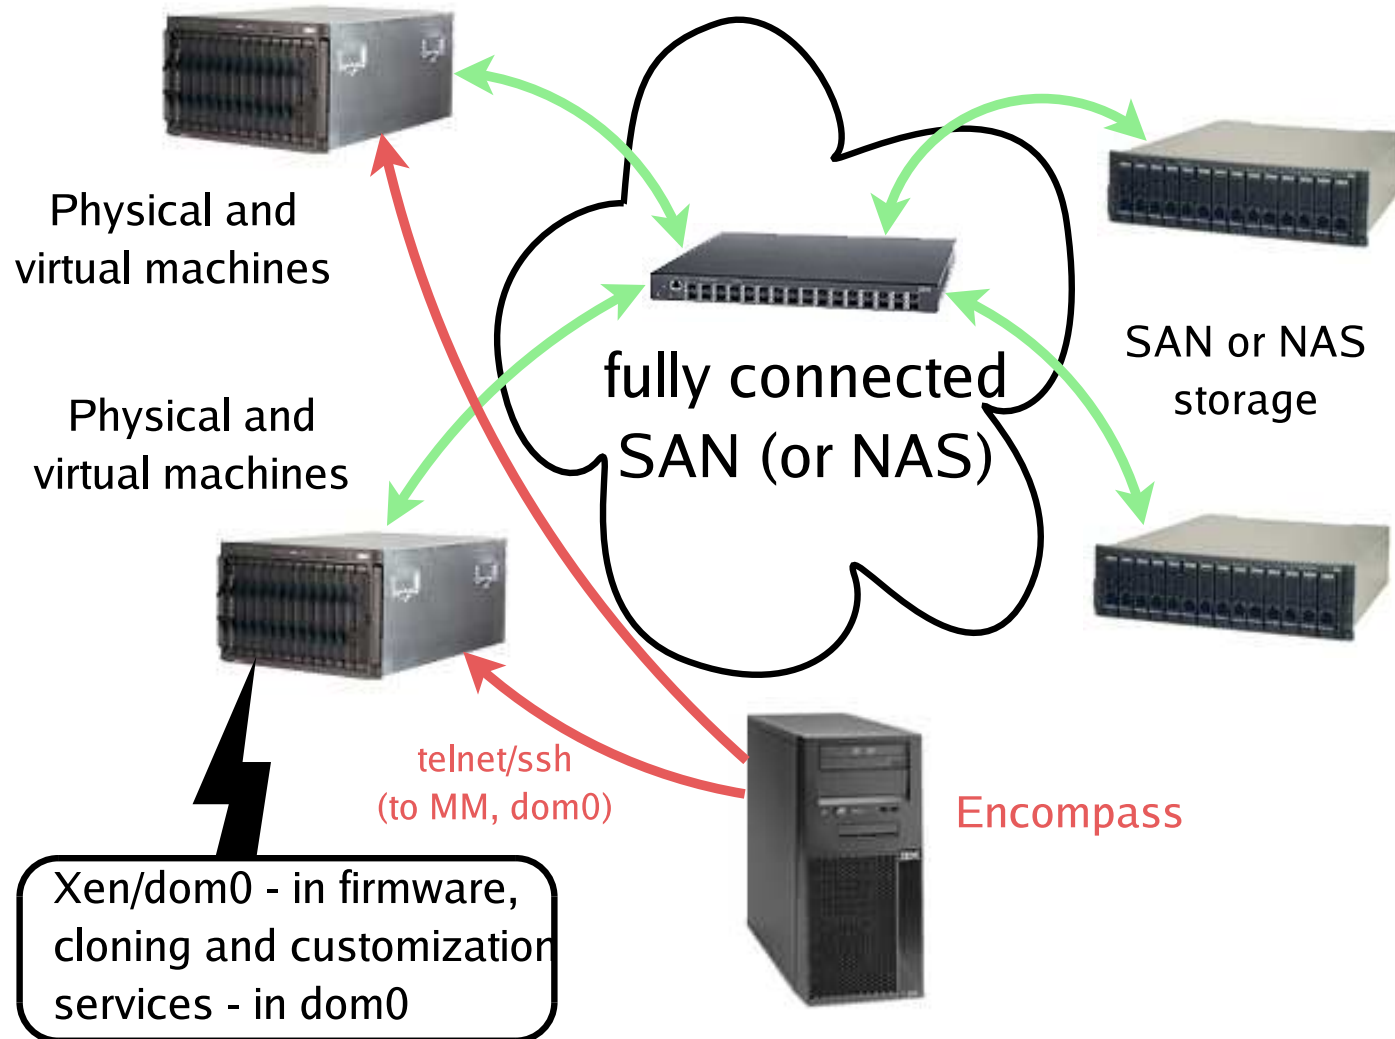 Physical and
virtual machines
Physical and
virtual machines
fully connected
SAN (or NAS)
SAN or NAS
storage
telnet/ssh
(to MM, dom0)
Encompass
Xen/dom0 - in firmware,
cloning and customization
services - in dom0